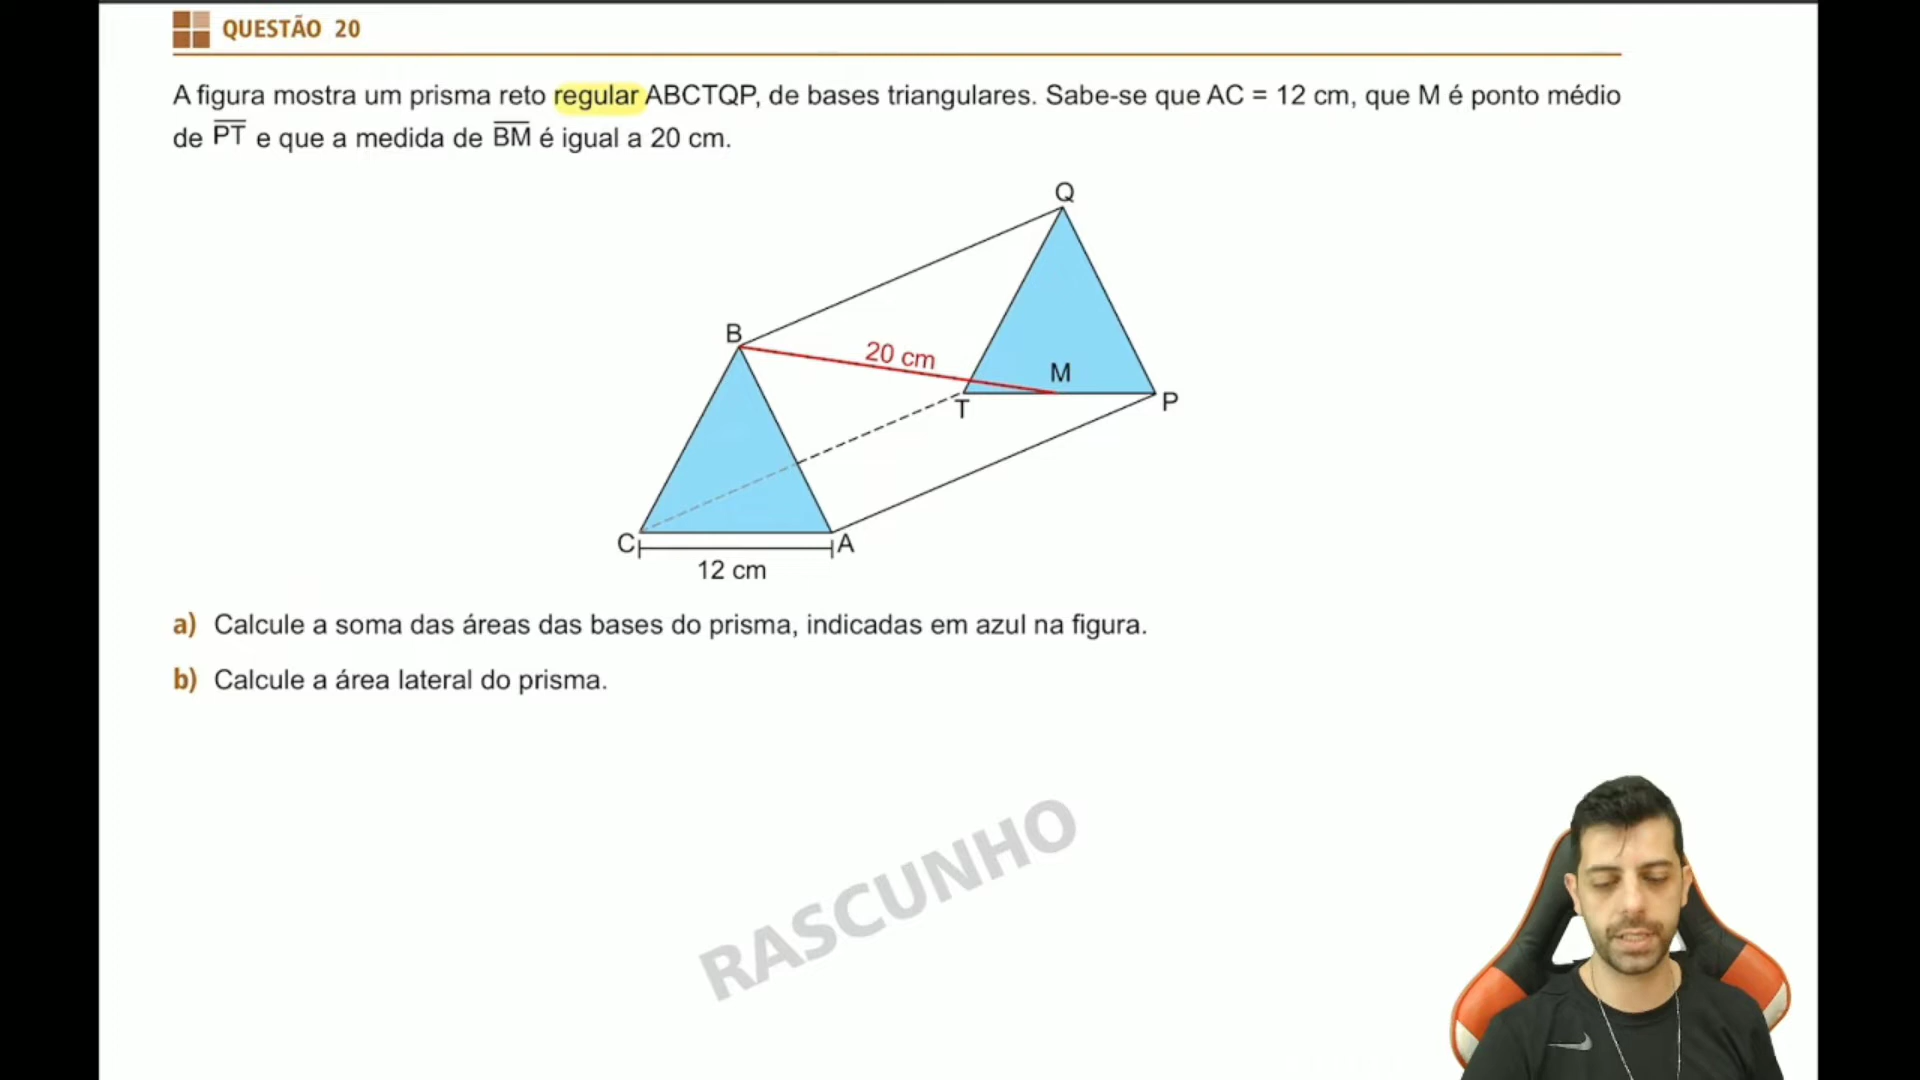 QUESTÃO 20
A figura mostra um prisma reto regular ABCTQP, de bases triangulares. Sabe-se que AC = 12 cm, que M é ponto médio
de PT e que a medida de BM é igual a 20 cm.
Q
B
20 cm
M
T
P
C
A
12 cm
a) Calcule a soma das áreas das bases do prisma, indicadas em azul na figura.
b) Calcule a área lateral do prisma.
RASCUNHO